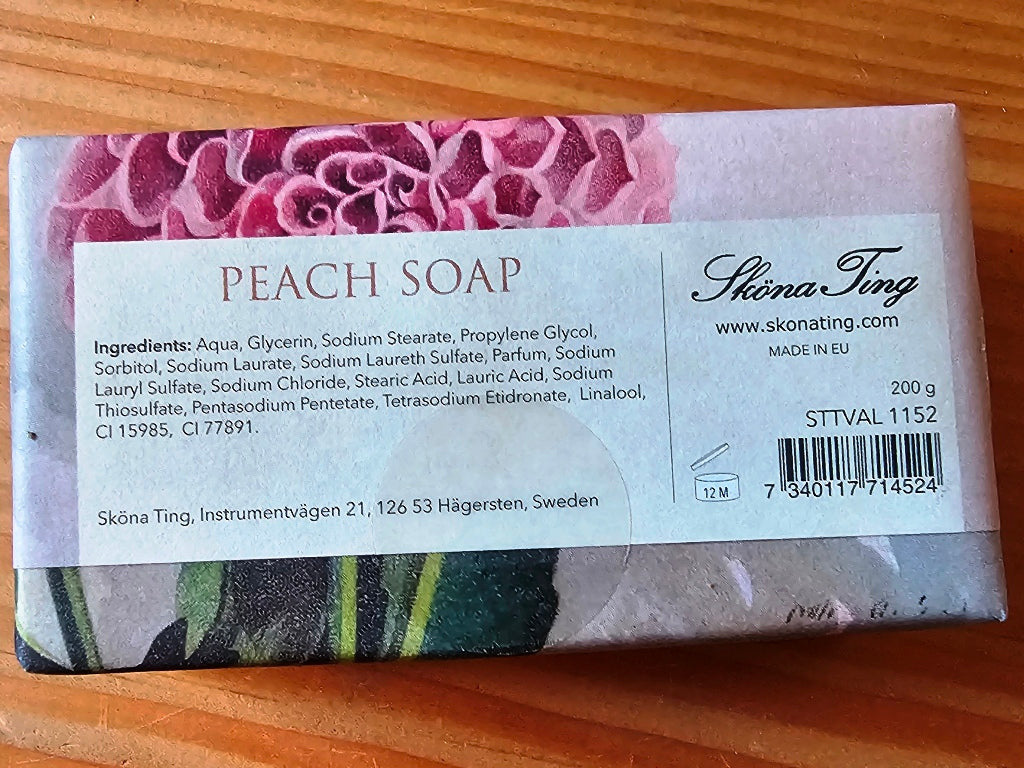 PEACH SOAP
Ingredients: Aqua, Glycerin, Sodium Stearate, Propylene Glycol,
Sorbitol, Sodium Laurate, Sodium Laureth Sulfate, Parfum, Sodium
Lauryl Sulfate, Sodium Chloride, Stearic Acid, Lauric Acid, Sodium
Thiosulfate, Pentasodium Pentetate, Tetrasodium Etidronate, Linalool,
CI 15985, CI 77891.
Sköna Ting, Instrumentvägen 21, 126 53 Hägersten, Sweden
Sköna Ting
www.skonating.com
MADE IN EU
200 g
STTVAL 1152
12 M
7 340117 714524